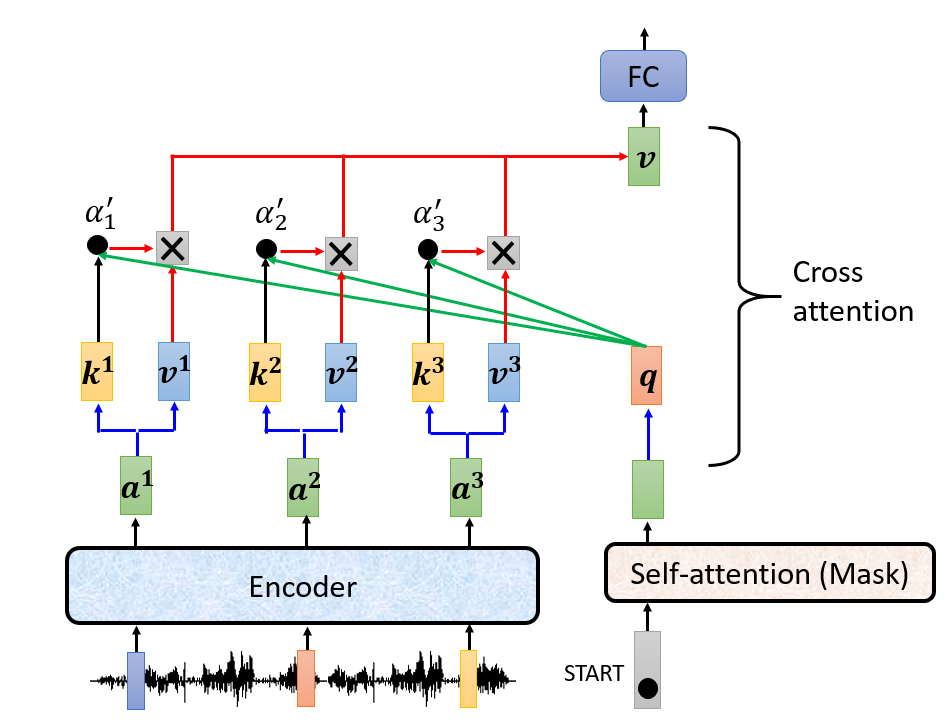 FC
v
α′₁
α′₂
α′₃
Cross
attention
k¹
v¹
k²
v²
k³
v³
q
a¹
a²
a³
Encoder
Self-attention (Mask)
START